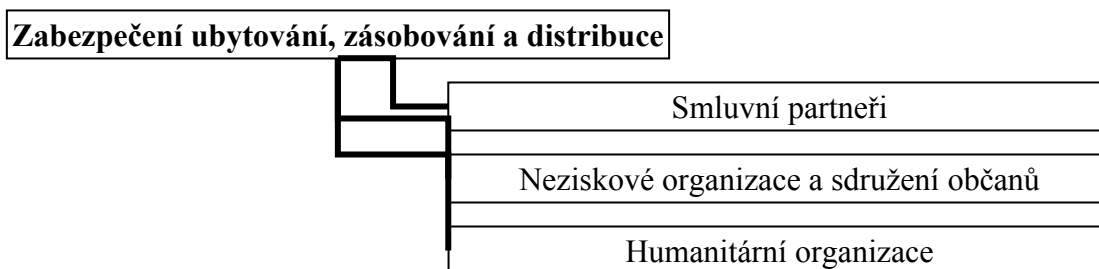 Zabezpečení ubytování, zásobování a distribuce
Smluvní partneři
Neziskové organizace a sdružení občanů
Humanitární organizace